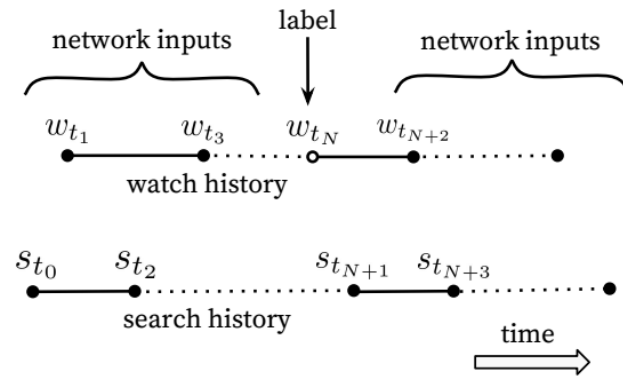 label
network inputs
network inputs
w_{t_1} w_{t_3} w_{t_N} w_{t_{N+2}}
watch history
s_{t_0} s_{t_2} s_{t_{N+1}} s_{t_{N+3}}
search history
time